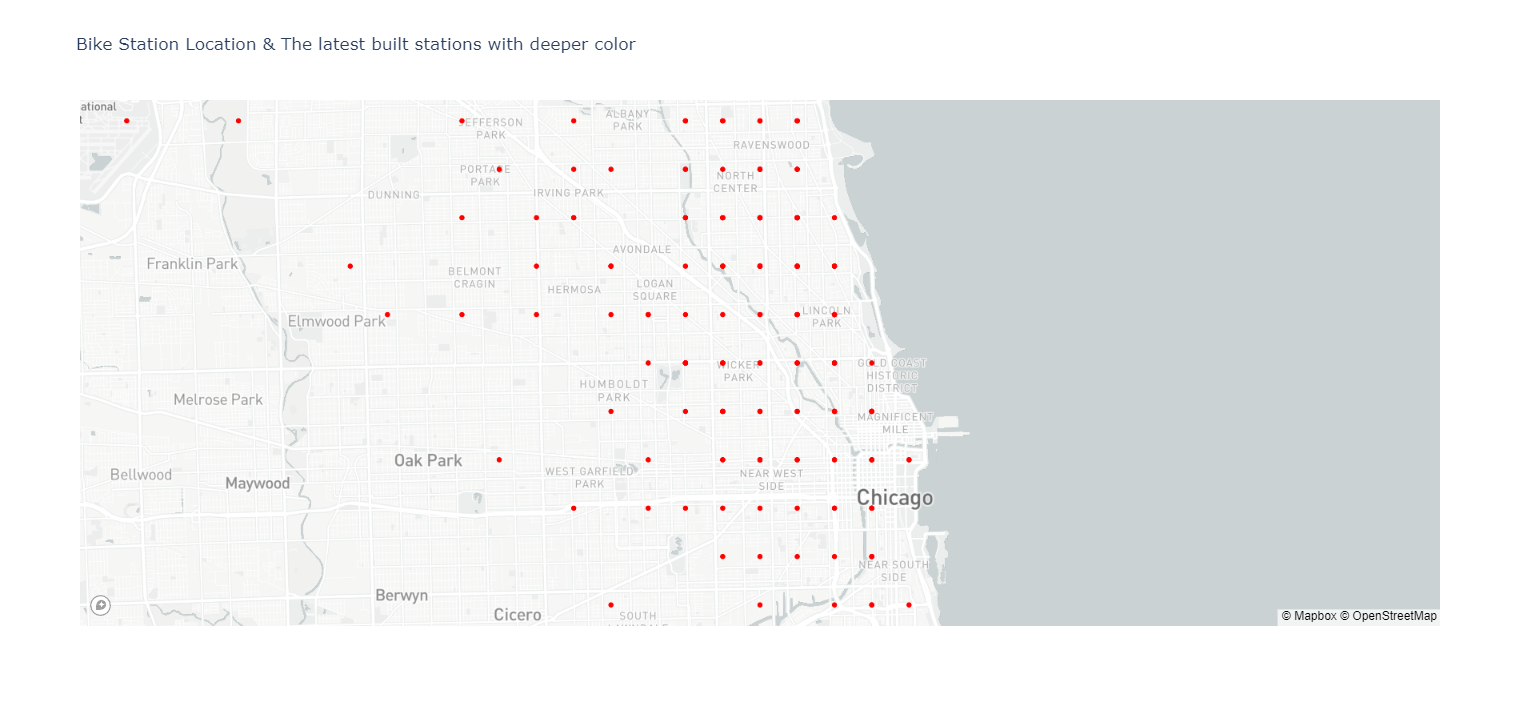 Bike Station Location & The latest built stations with deeper color
ational
t
JEFFERSON
PARK
ALBANY
PARK
RAVENSWOOD
PORTAGE
PARK
DUNNING
IRVING PARK
NORTH
CENTER
AVONDALE
Franklin Park
BELMONT
CRAGIN
HERMOSA
LOGAN
SQUARE
Elmwood Park
LINCOLN
PARK
WICKER
PARK
GOLD COAST
HISTORIC
DISTRICT
HUMBOLDT
PARK
Melrose Park
MAGNIFICENT
MILE
Oak Park
Bellwood
Maywood
WEST GARFIELD
PARK
NEAR WEST
SIDE
Chicago
NEAR SOUTH
SIDE
Berwyn
Cicero
SOUTH
LAWNDALE
© Mapbox © OpenStreetMap